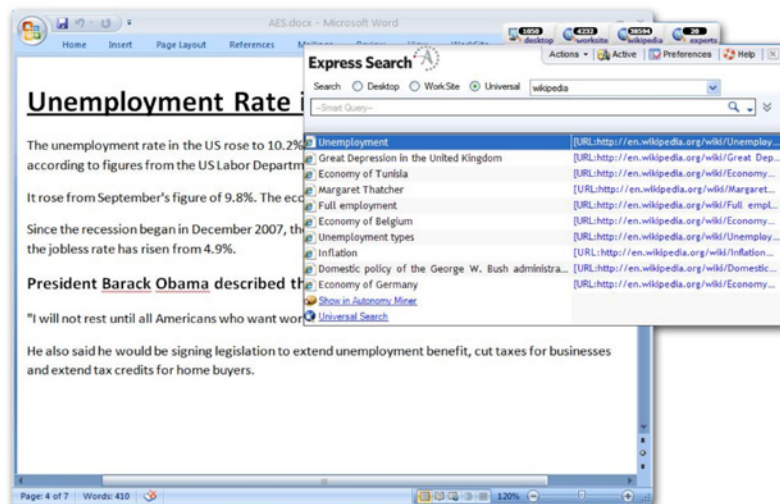 AES.docx - Microsoft Word
Home Insert Page Layout References
1050 desktop 4232 worksite 38594 wikipedia 20 experts
Actions Active Preferences Help
Express Search
Search Desktop WorkSite Universal wikipedia
~Smart Query~
Unemployment [URL:http://en.wikipedia.org/wiki/Unemploy...
Great Depression in the United Kingdom [URL:http://en.wikipedia.org/wiki/Great Dep...
Economy of Tunisia [URL:http://en.wikipedia.org/wiki/Economy...
Margaret Thatcher [URL:http://en.wikipedia.org/wiki/Margaret...
Full employment [URL:http://en.wikipedia.org/wiki/Full empl...
Economy of Belgium [URL:http://en.wikipedia.org/wiki/Economy...
Unemployment types [URL:http://en.wikipedia.org/wiki/Unemploy...
Inflation [URL:http://en.wikipedia.org/wiki/Inflation...
Domestic policy of the George W. Bush administra... [URL:http://en.wikipedia.org/wiki/Domestic...
Economy of Germany [URL:http://en.wikipedia.org/wiki/Economy...
Show in Autonomy Miner
Universal Search
Unemployment Rate i
The unemployment rate in the US rose to 10.2%
according to figures from the US Labor Departm
It rose from September's figure of 9.8%. The eco
Since the recession began in December 2007, th
the jobless rate has risen from 4.9%.
President Barack Obama described th
"I will not rest until all Americans who want wor
He also said he would be signing legislation to extend unemployment benefit, cut taxes for businesses
and extend tax credits for home buyers.
Page: 4 of 7 Words: 410 120%